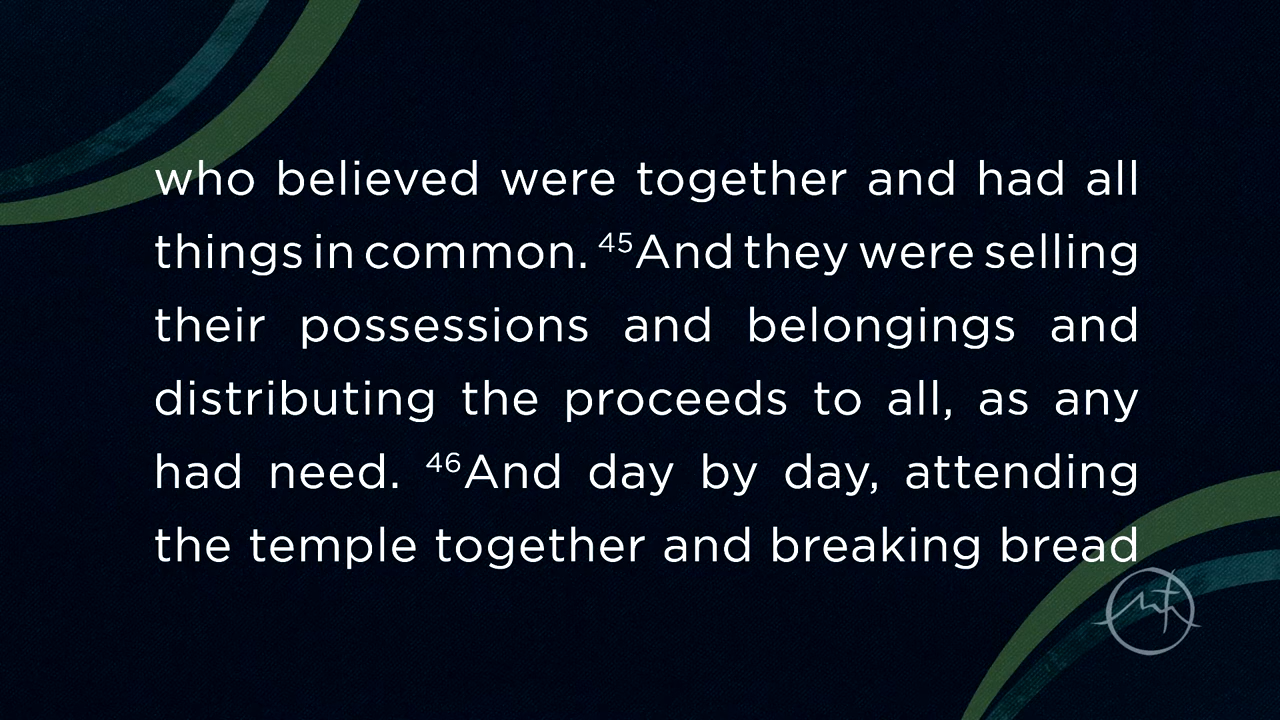 who believed were together and had all
things in common. ⁴⁵And they were selling
their possessions and belongings and
distributing the proceeds to all, as any
had need. ⁴⁶And day by day, attending
the temple together and breaking bread